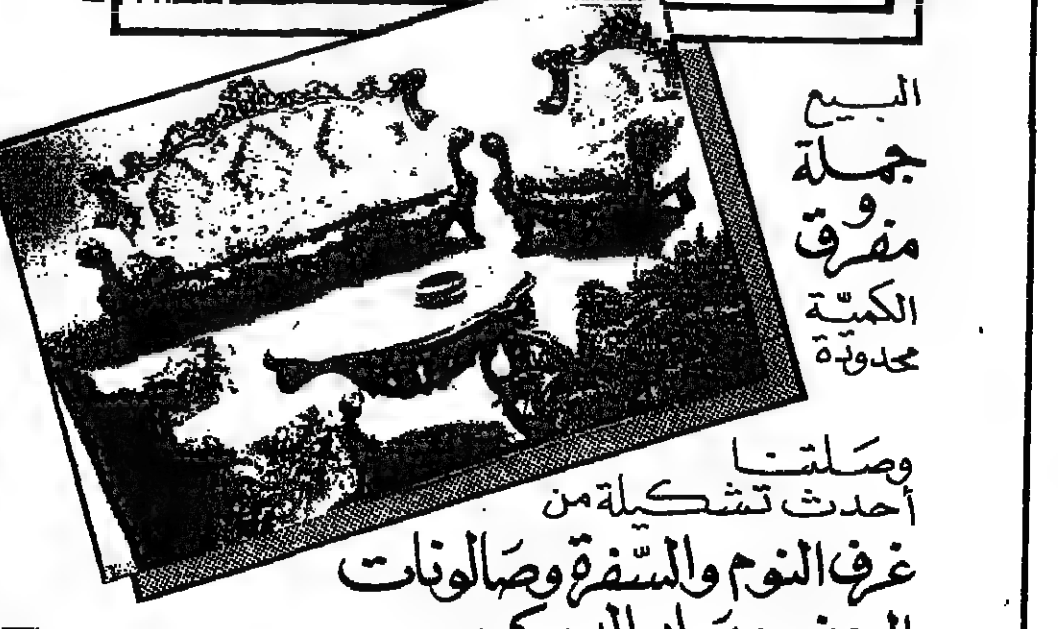 البيع
جملة
و
مفرق
الكميّة
محدودة
وصلتنا
أحدث تشكيلة من
غرف النوم والسّفرة وصالونات